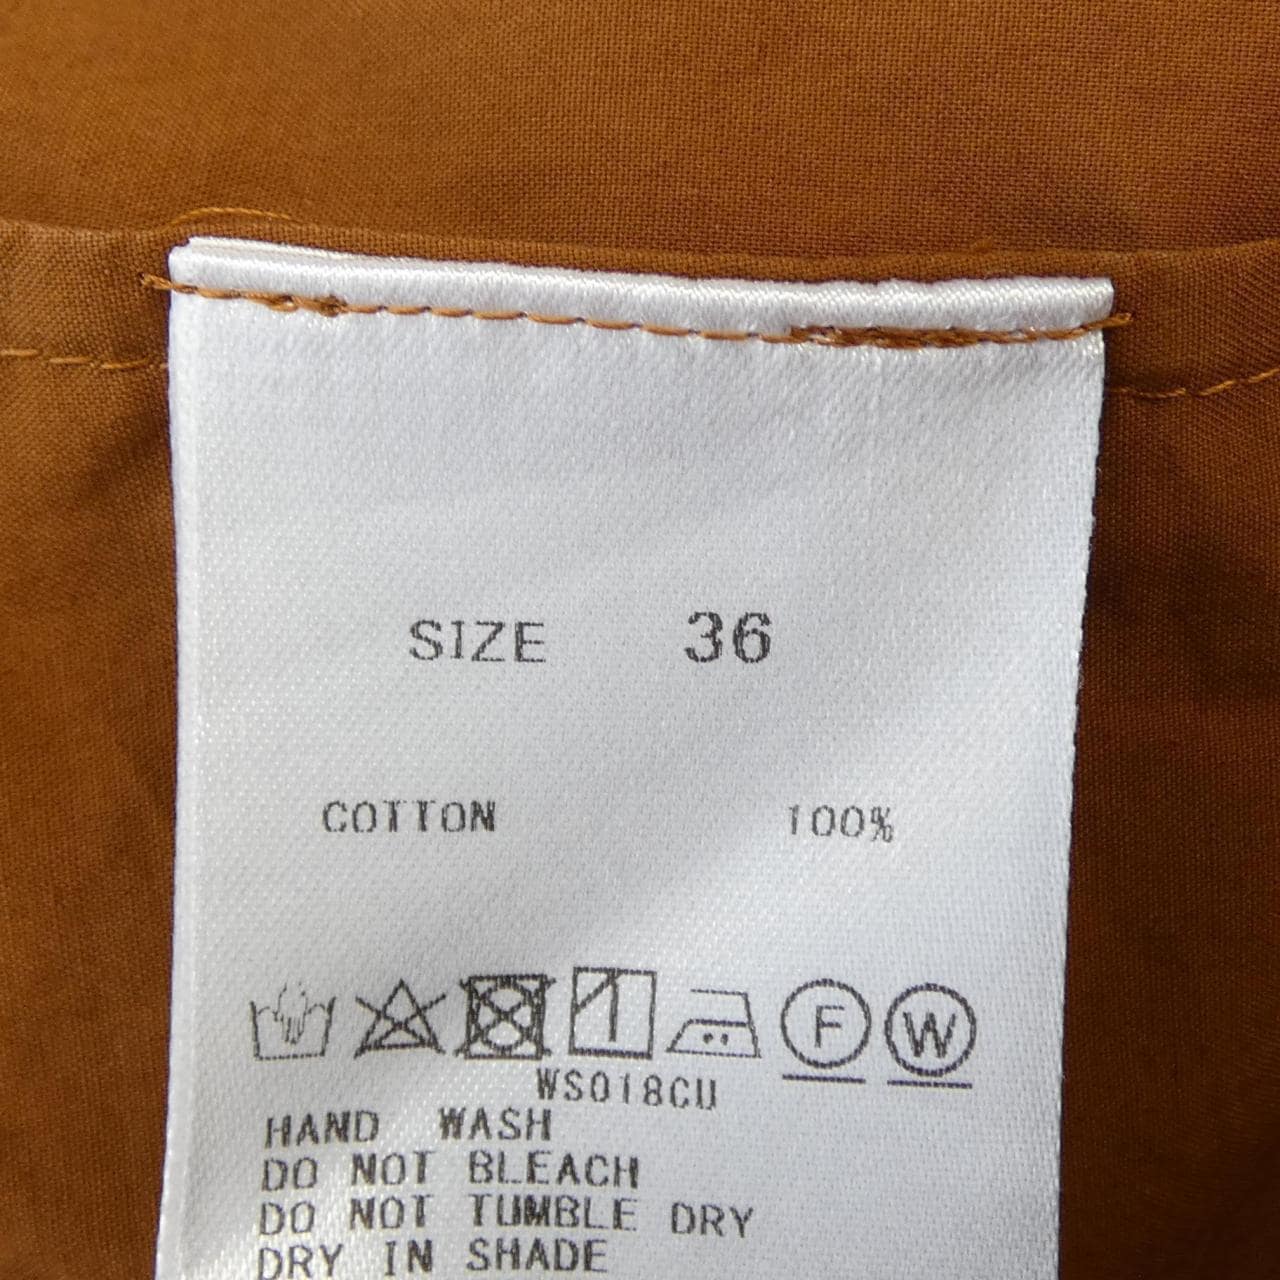 SIZE 36
COTTON 100%
F W
WS018CU
HAND WASH
DO NOT BLEACH
DO NOT TUMBLE DRY
DRY IN SHADE